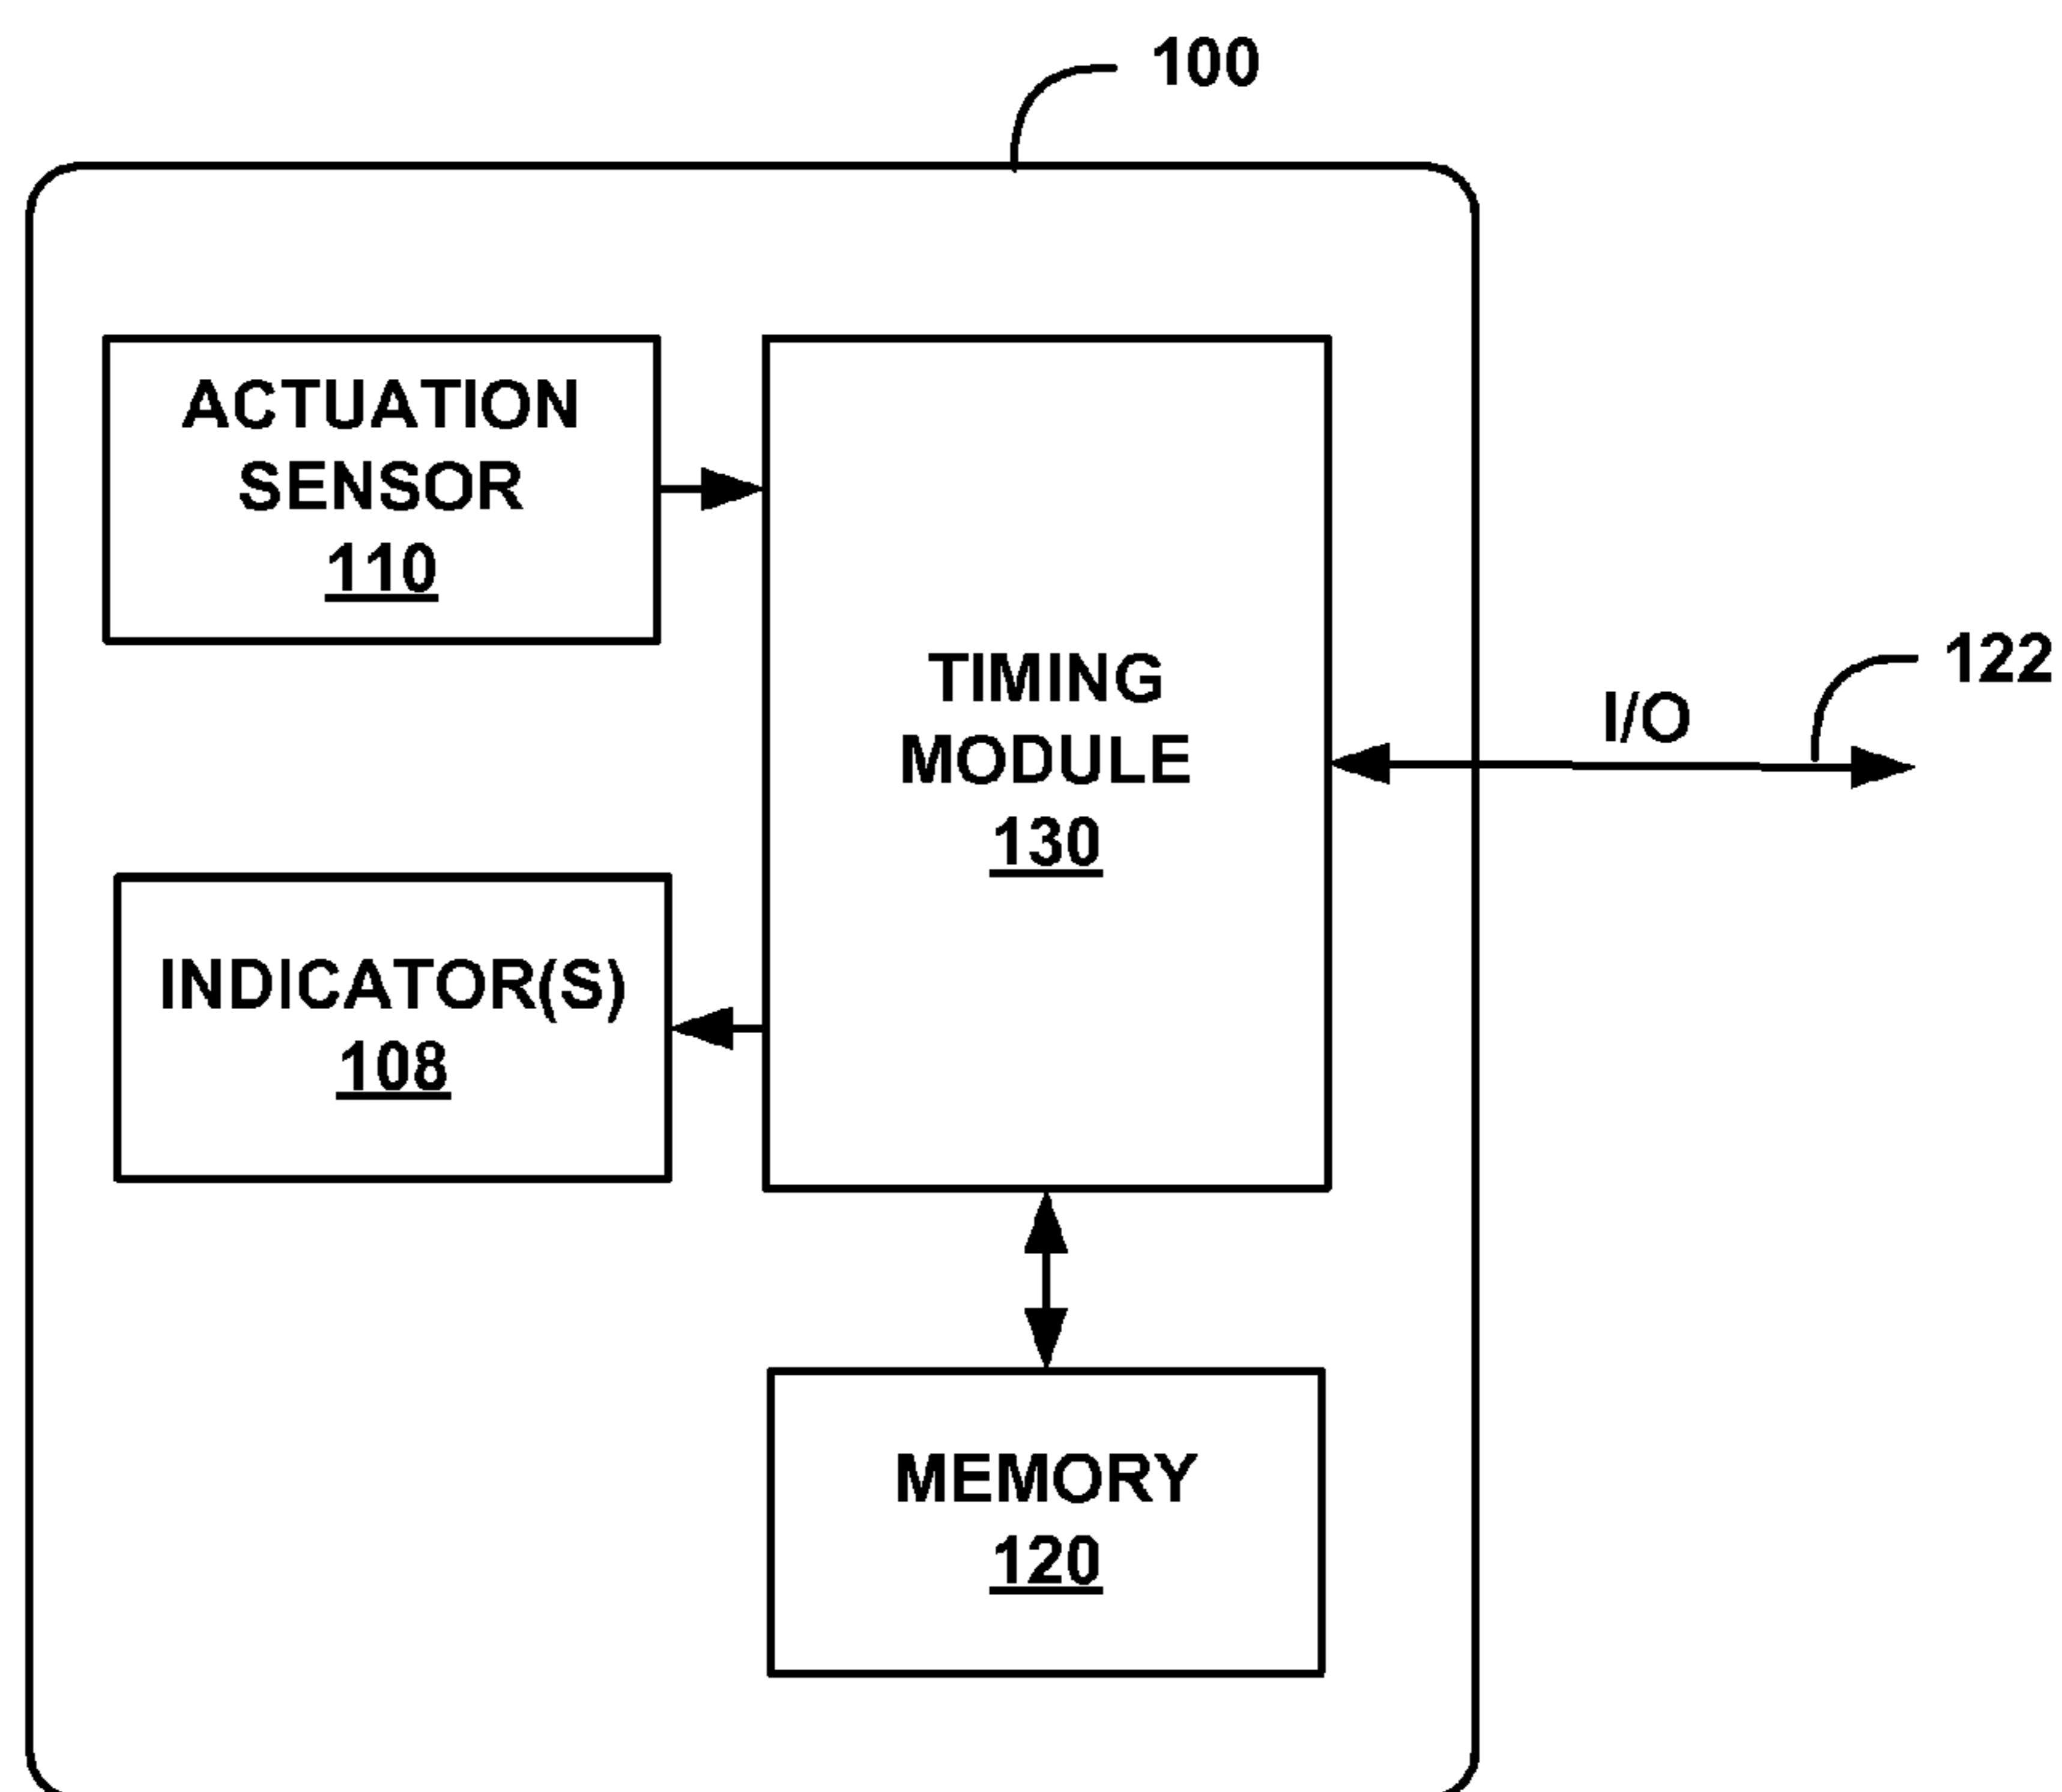 100
ACTUATION
SENSOR
110
TIMING
MODULE
130
I/O
122
INDICATOR(S)
108
MEMORY
120